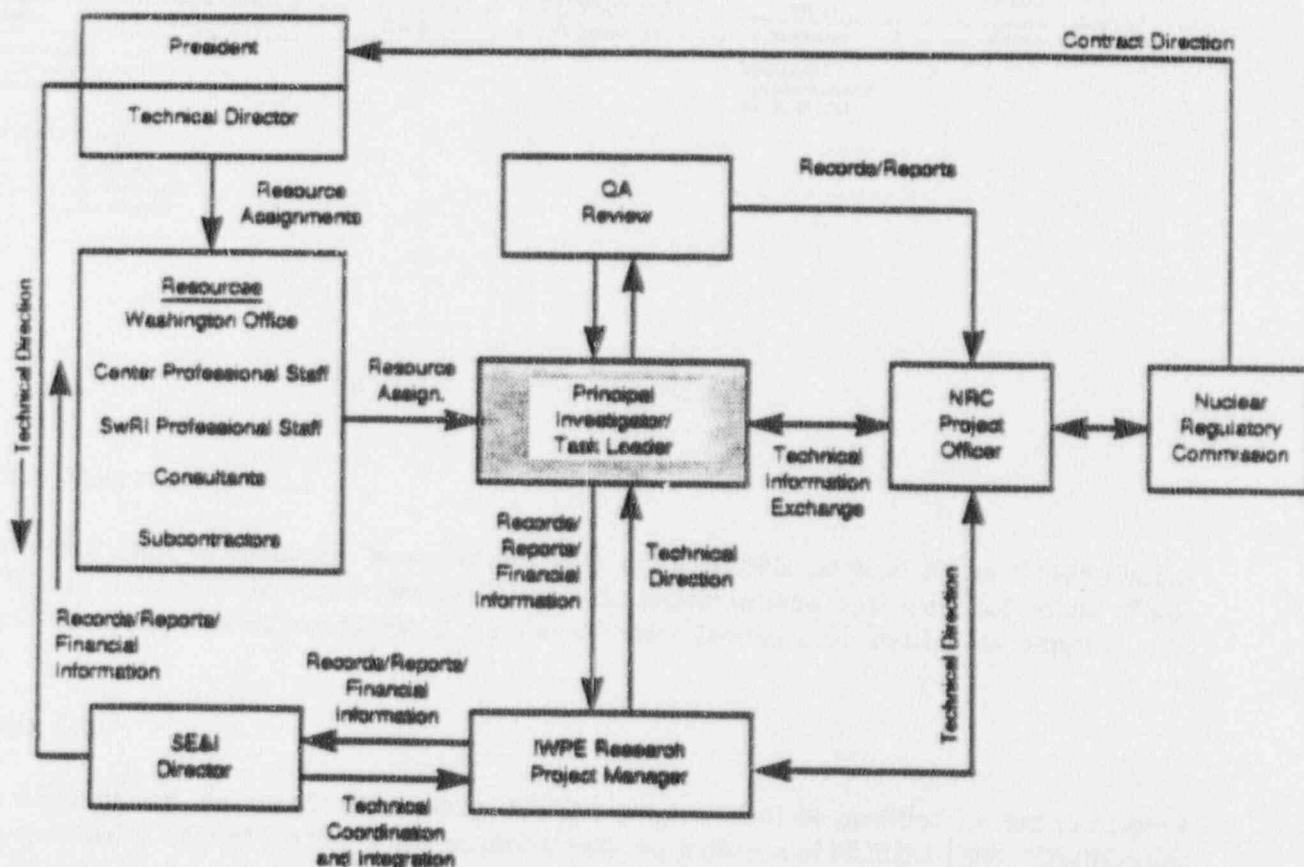 President
Technical Director
Contract Direction
Resource
Assignments
QA
Review
Records/Reports
Technical Direction
Resources
Washington Office
Center Professional Staff
SwRI Professional Staff
Consultants
Subcontractors
Resource
Assign.
Principal
Investigator/
Task Leader
Technical
Information
Exchange
NRC
Project
Officer
Nuclear
Regulatory
Commission
Records/
Reports/
Financial
Information
Technical
Direction
Technical Direction
Records/Reports/
Financial
Information
Records/Reports/
Financial
Information
SE&I
Director
IWPE Research
Project Manager
Technical
Coordination
and Integration